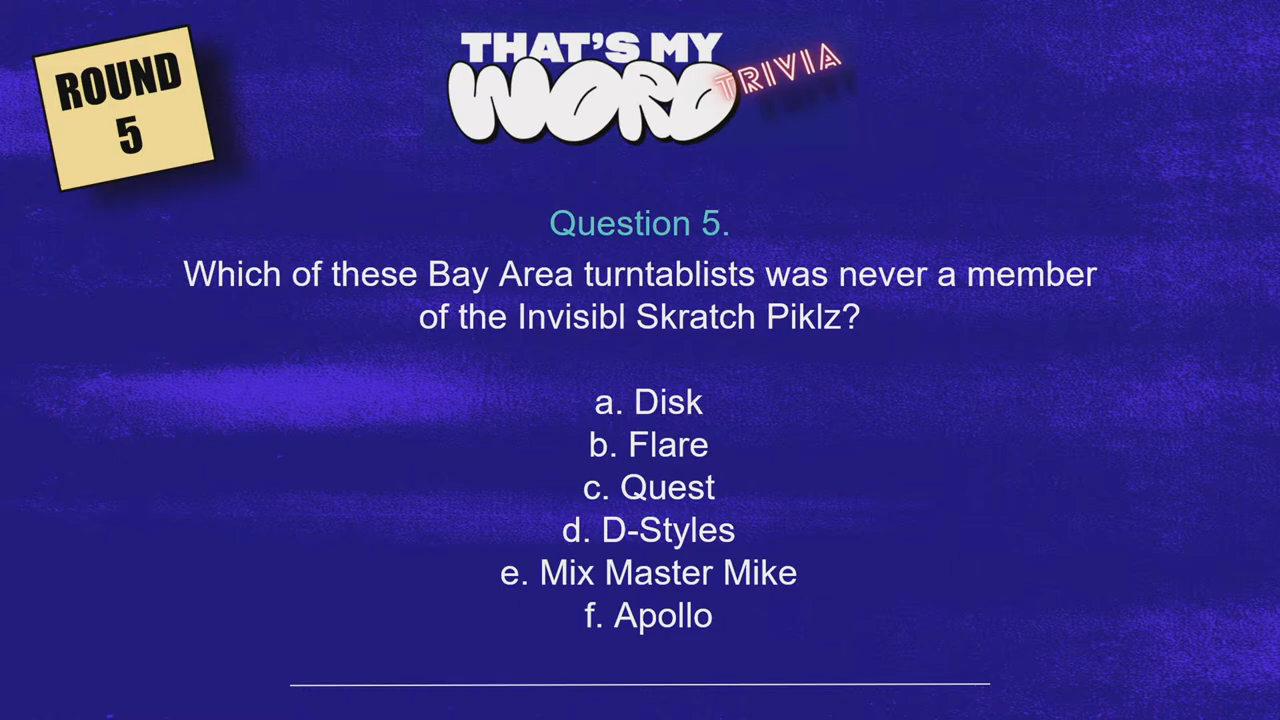 ROUND
5
THAT'S MY
WORD
TRIVIA
Question 5.
Which of these Bay Area turntablists was never a member
of the Invisibl Skratch Piklz?
a. Disk
b. Flare
c. Quest
d. D-Styles
e. Mix Master Mike
f. Apollo